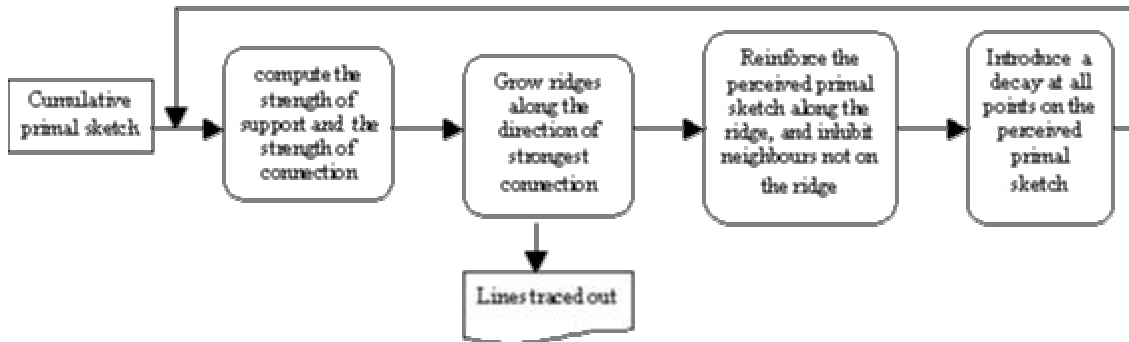 Cumulative
primal sketch
compute the
strength of
support and the
strength of
connection
Grow ridges
along the
direction of
strongest
connection
Reinforce the
perceived primal
sketch along the
ridge, and inhibit
neighbours not on
the ridge
Introduce a
decay at all
points on the
perceived
primal
sketch
Lines traced out